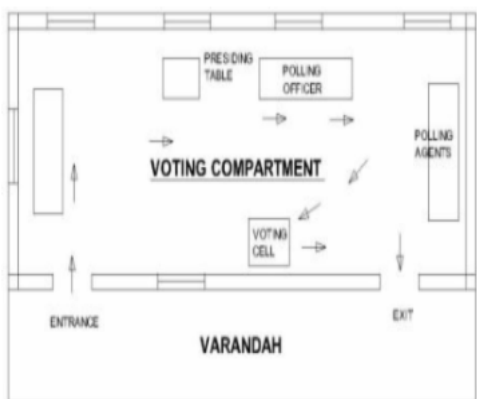 PRESIDING
TABLE
POLLING
OFFICER
POLLING
AGENTS
VOTING COMPARTMENT
VOTING
CELL
ENTRANCE
EXIT
VARANDAH